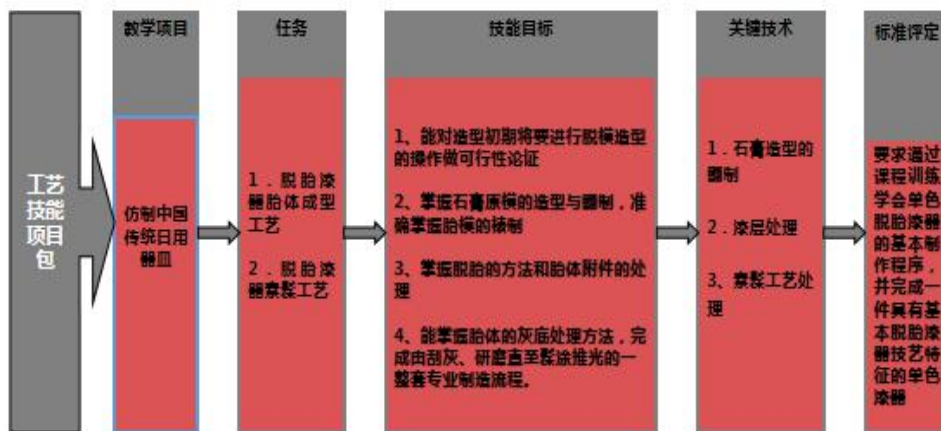 工艺
技能
项目
包
教学项目
仿制中国
传统日用
器皿
任务
1．脱胎漆
器胎体成型
工艺
2．脱胎漆
器素髹工艺
技能目标
1、能对造型初期将要进行脱模造型
的操作做可行性论证
2、掌握石膏原模的造型与翻制，准
确掌握胎模的裱制
3、掌握脱胎的方法和胎体附件的处
理
4、能掌握胎体的灰底处理方法，完
成由刮灰、研磨直至髹涂推光的一
整套专业制造流程。
关键技术
1．石膏造型的
翻制
2．漆层处理
3、素髹工艺处
理
标准评定
要求通过
课程训练
学会单色
脱胎漆器
的基本制
作程序，
并完成一
件具有基
本脱胎漆
器技艺特
征的单色
漆器